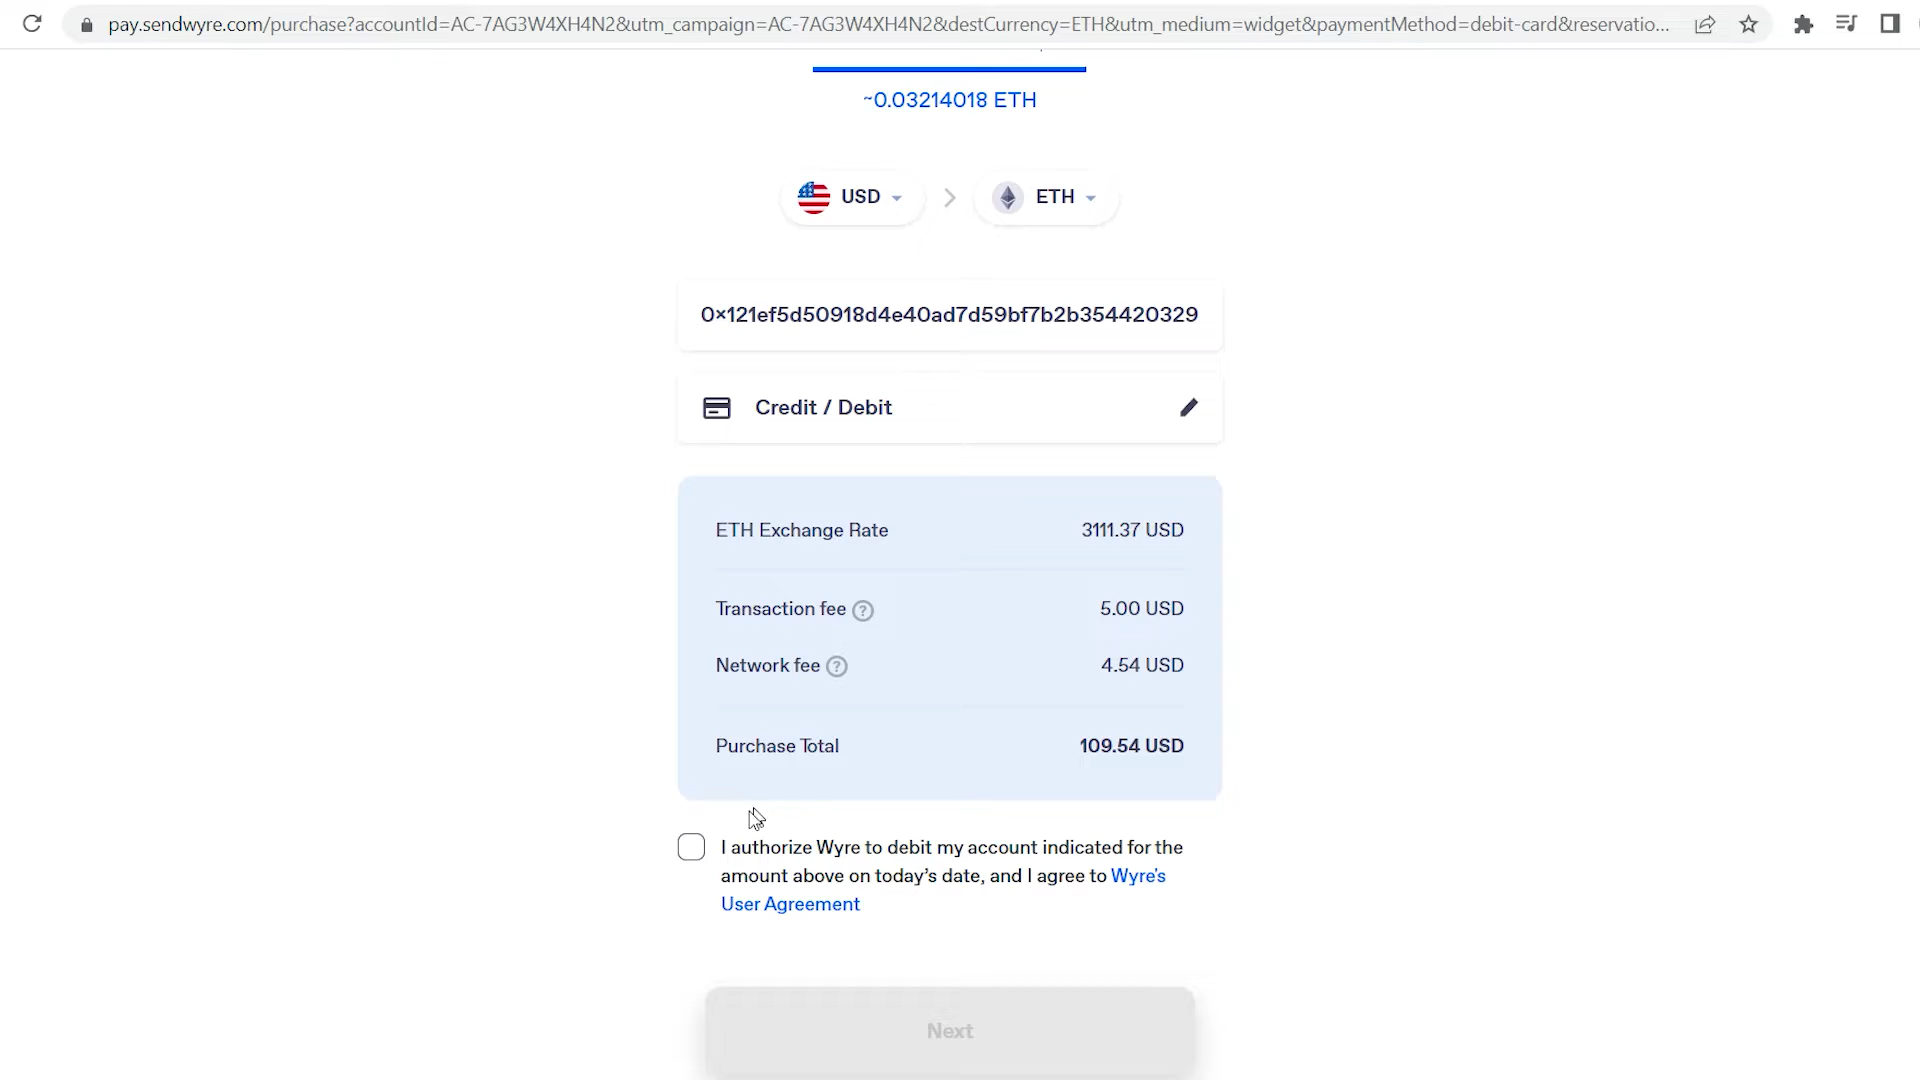 pay.sendwyre.com/purchase?accountId=AC-7AG3W4XH4N2&utm_campaign=AC-7AG3W4XH4N2&destCurrency=ETH&utm_medium=widget&paymentMethod=debit-card&reservatio...
~0.03214018 ETH
USD > ETH
0×121ef5d50918d4e40ad7d59bf7b2b354420329
Credit / Debit
ETH Exchange Rate 3111.37 USD
Transaction fee ? 5.00 USD
Network fee ? 4.54 USD
Purchase Total 109.54 USD
I authorize Wyre to debit my account indicated for the
amount above on today’s date, and I agree to Wyre's
User Agreement
Next